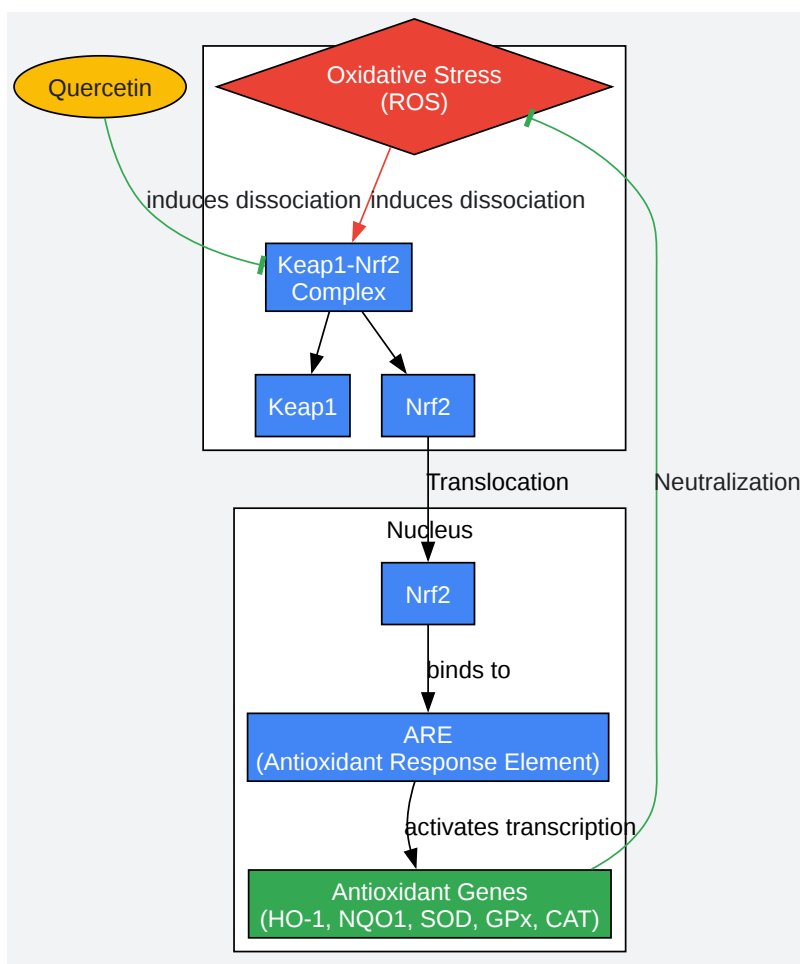 Oxidative Stress
(ROS)
Quercetin
induces dissociation
induces dissociation
Keap1-Nrf2
Complex
Keap1
Nrf2
Translocation
Neutralization
Nucleus
Nrf2
binds to
ARE
(Antioxidant Response Element)
activates transcription
Antioxidant Genes
(HO-1, NQO1, SOD, GPx, CAT)